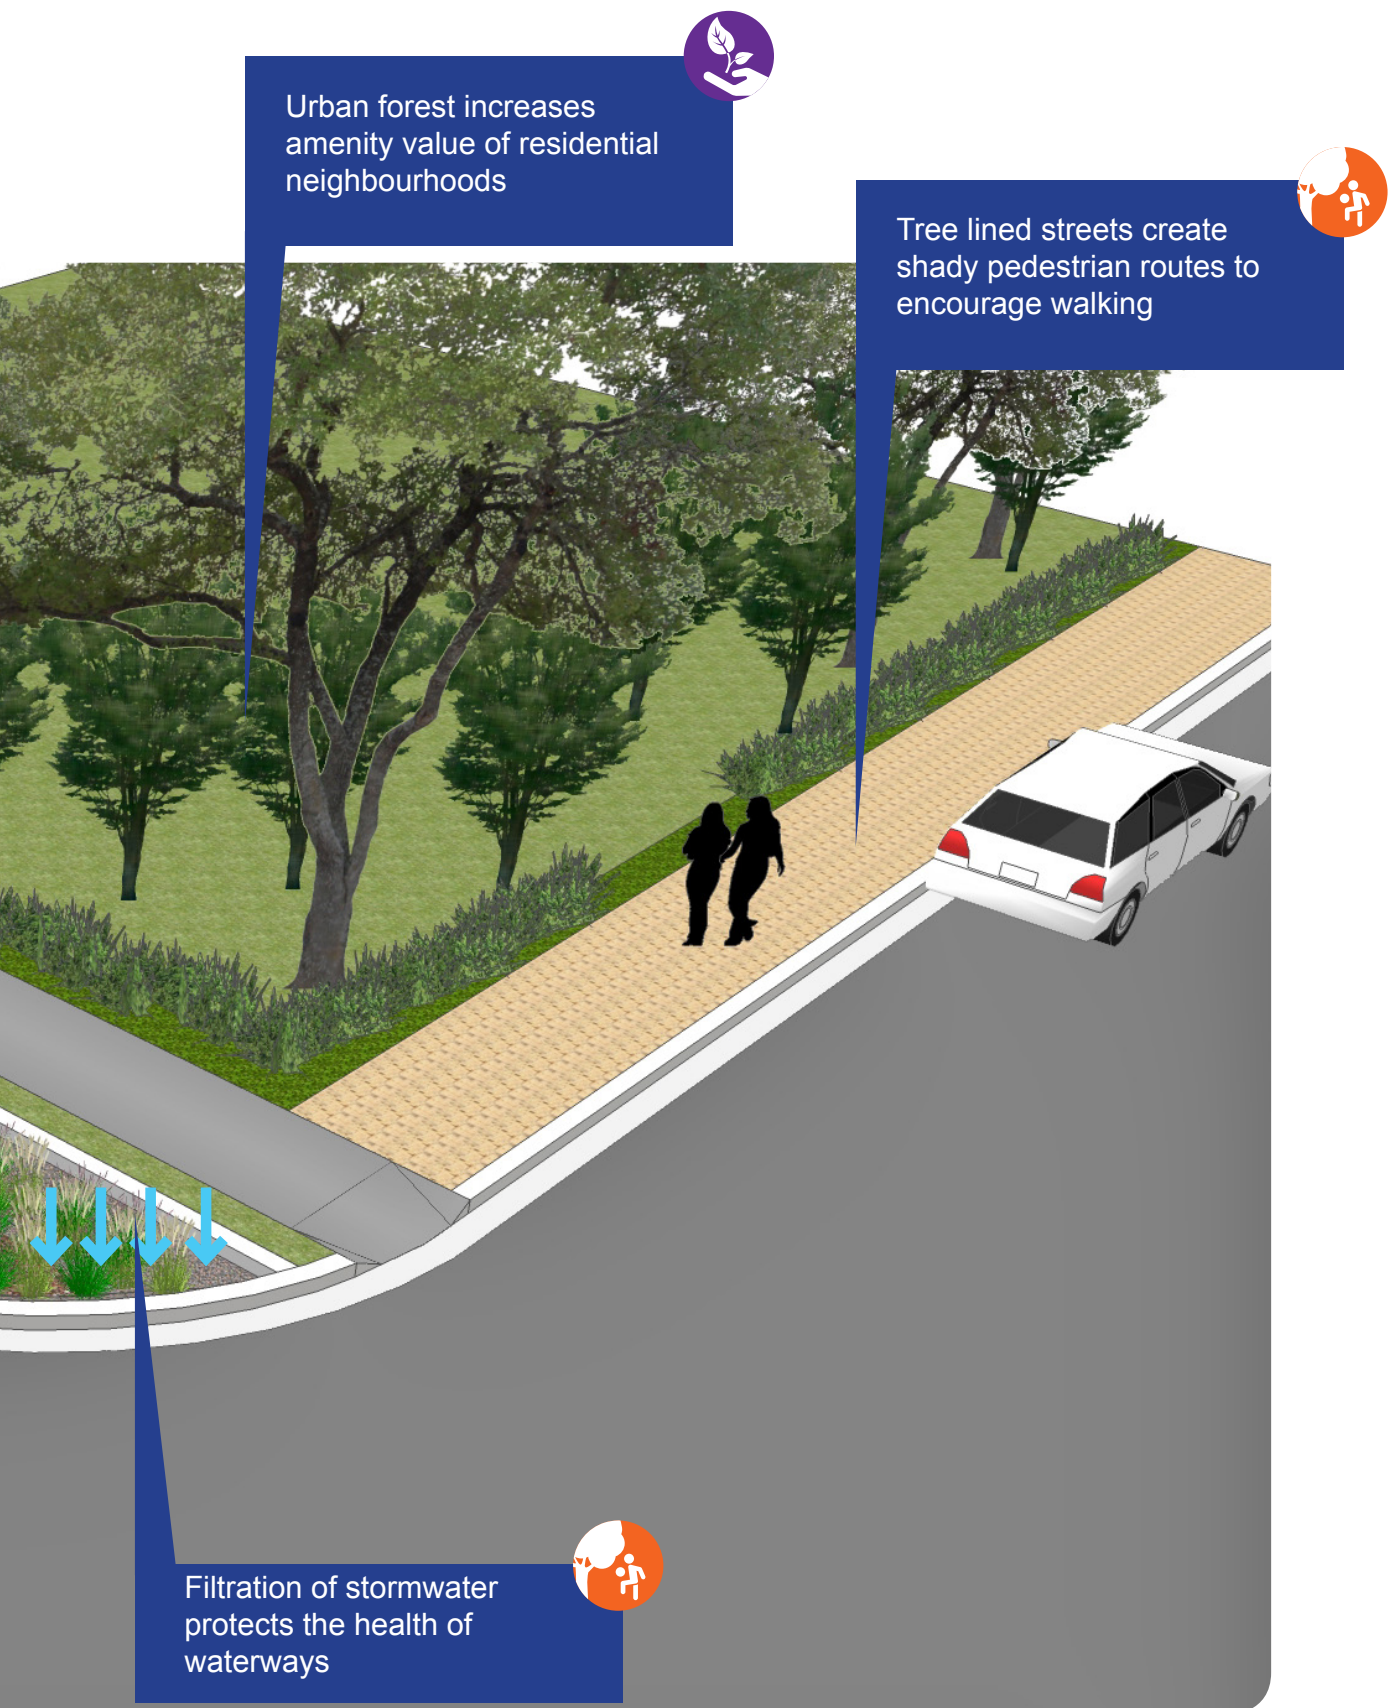 Urban forest increases
amenity value of residential
neighbourhoods
Tree lined streets create
shady pedestrian routes to
encourage walking
Filtration of stormwater
protects the health of
waterways